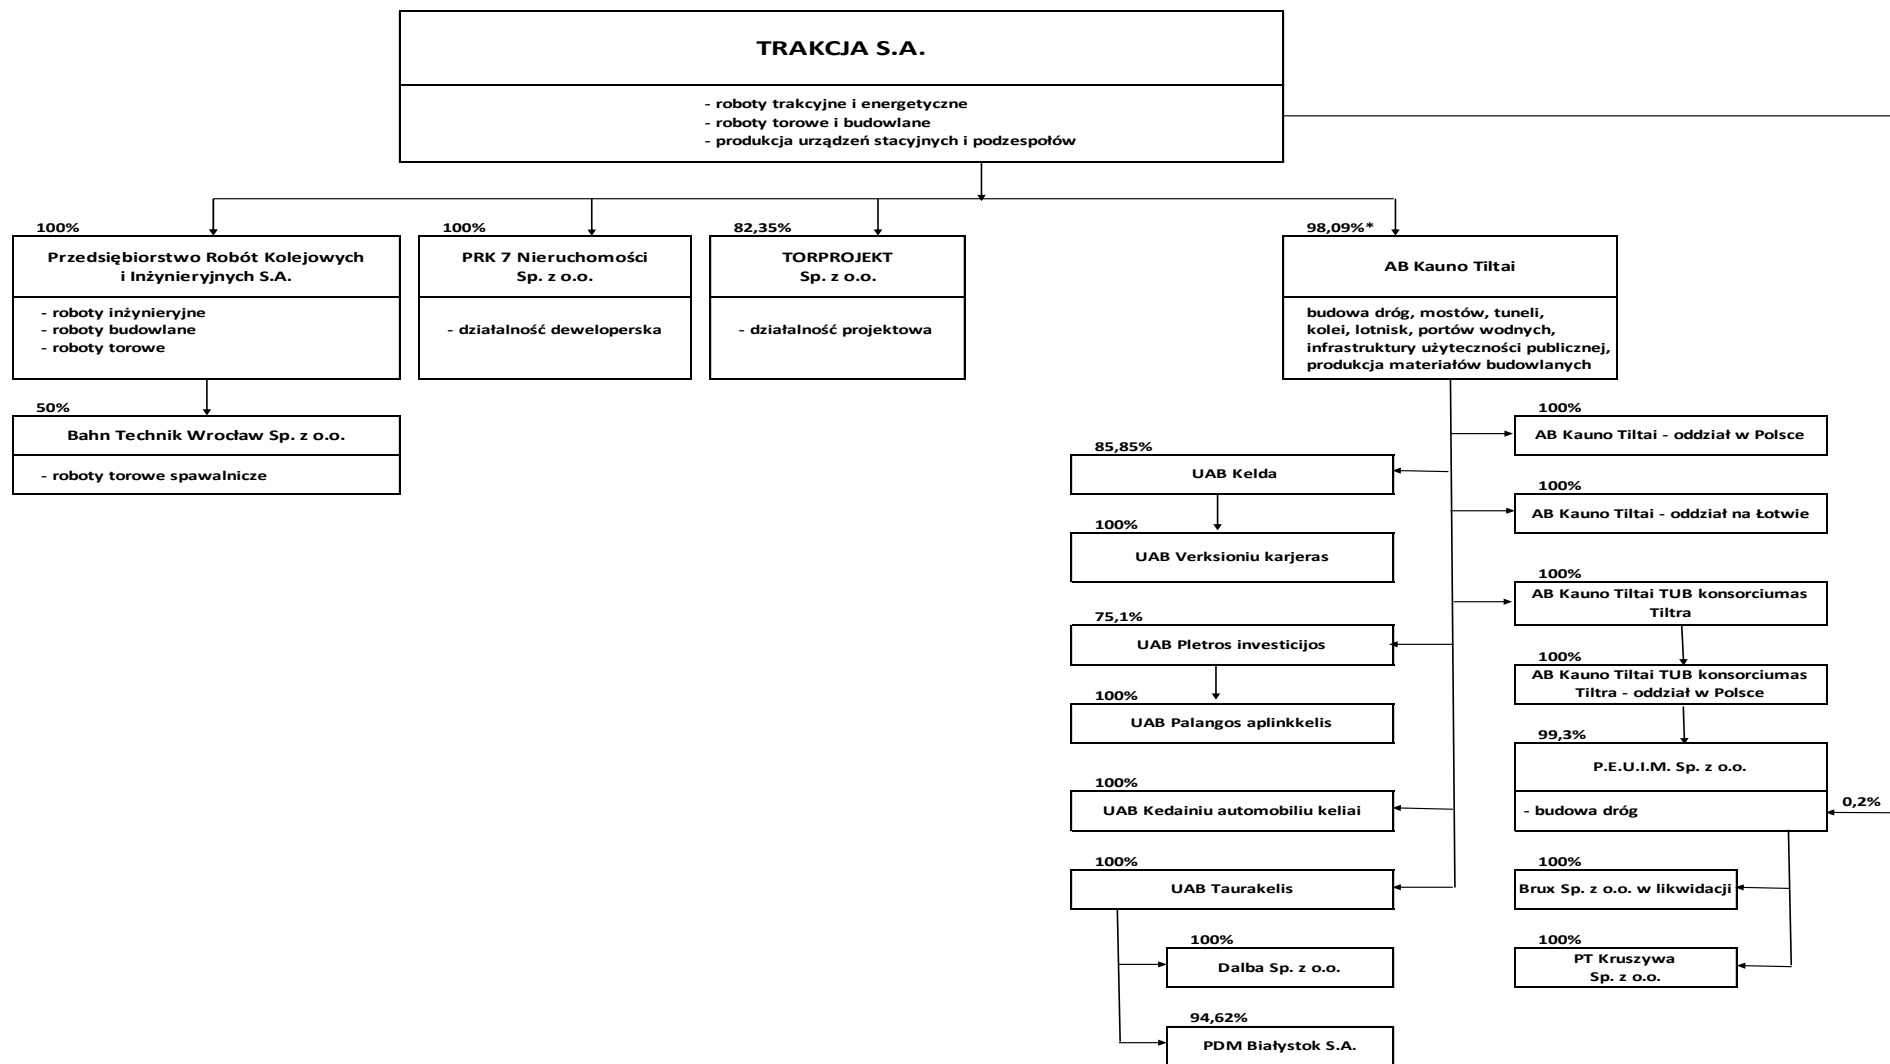 TRAKCJA S.A.
- roboty trakcyjne i energetyczne
- roboty torowe i budowlane
- produkcja urządzeń stacyjnych i podzespołów
100%
Przedsiębiorstwo Robót Kolejowych
i Inżynieryjnych S.A.
- roboty inżynieryjne
- roboty budowlane
- roboty torowe
50%
Bahn Technik Wrocław Sp. z o.o.
- roboty torowe spawalnicze
100%
PRK 7 Nieruchomości
Sp. z o.o.
- działalność deweloperska
82,35%
TORPROJEKT
Sp. z o.o.
- działalność projektowa
98,09%*
AB Kauno Tiltai
budowa dróg, mostów, tuneli,
kolei, lotnisk, portów wodnych,
infrastruktury użyteczności publicznej,
produkcja materiałów budowlanych
85,85%
UAB Kelda
100%
UAB Verksioniu karjeras
75,1%
UAB Pletros investicijos
100%
UAB Palangos aplinkkelis
100%
UAB Kedainiu automobiliu keliai
100%
UAB Taurakelis
100%
Dalba Sp. z o.o.
94,62%
PDM Białystok S.A.
100%
AB Kauno Tiltai - oddział w Polsce
100%
AB Kauno Tiltai - oddział na Łotwie
100%
AB Kauno Tiltai TUB konsorciumas
Tiltra
100%
AB Kauno Tiltai TUB konsorciumas
Tiltra - oddział w Polsce
99,3%
P.E.U.I.M. Sp. z o.o.
- budowa dróg
0,2%
100%
Brux Sp. z o.o. w likwidacji
100%
PT Kruszywa
Sp. z o.o.